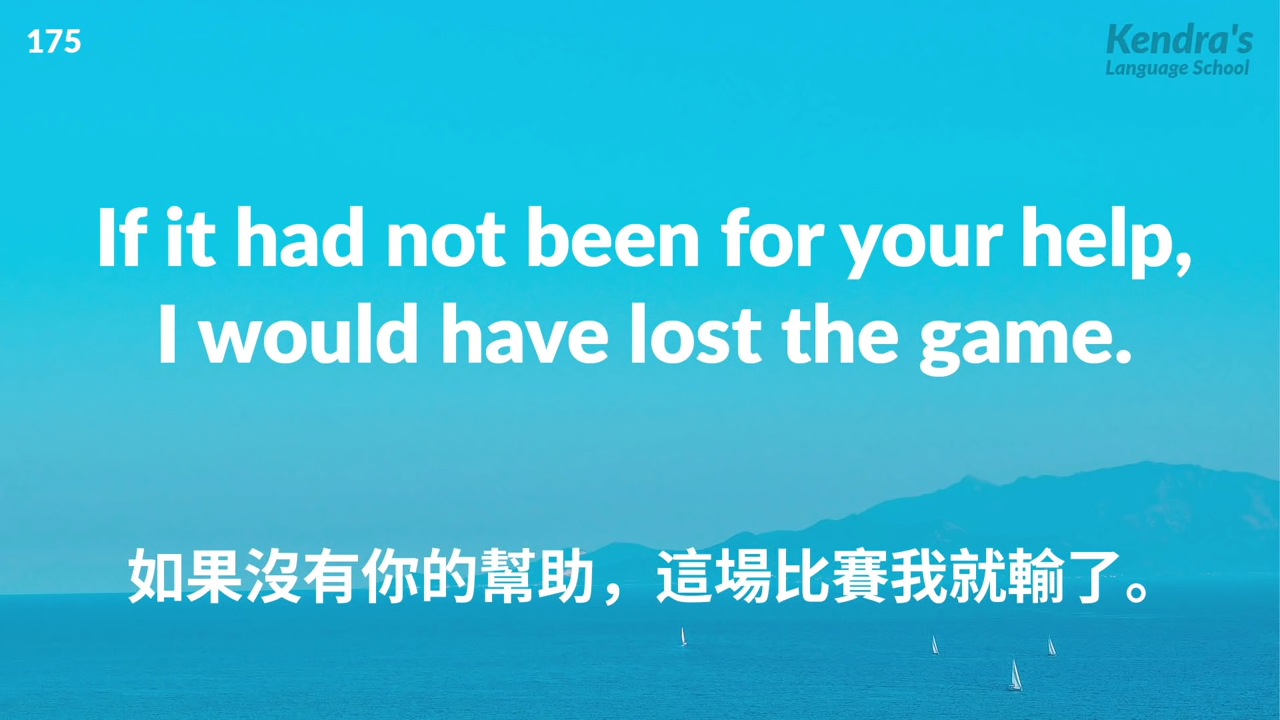 175
Kendra's
Language School
If it had not been for your help,
I would have lost the game.
如果沒有你的幫助，這場比賽我就輸了。